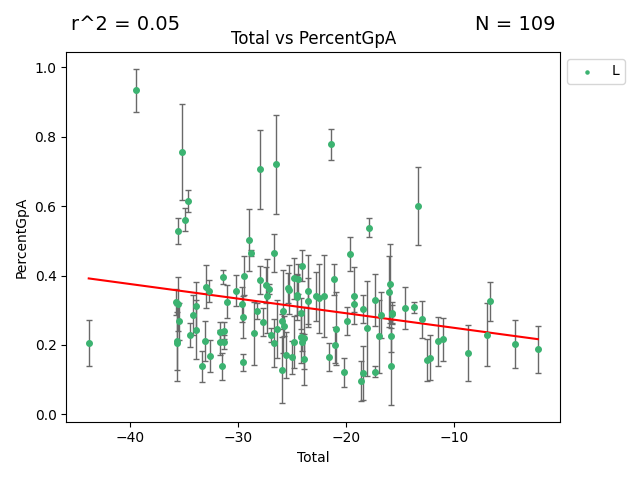 r^2 = 0.05 N = 109
Total vs PercentGpA
L
PercentGpA
1.0
0.8
0.6
0.4
0.2
0.0
−40 −30 −20 −10
Total